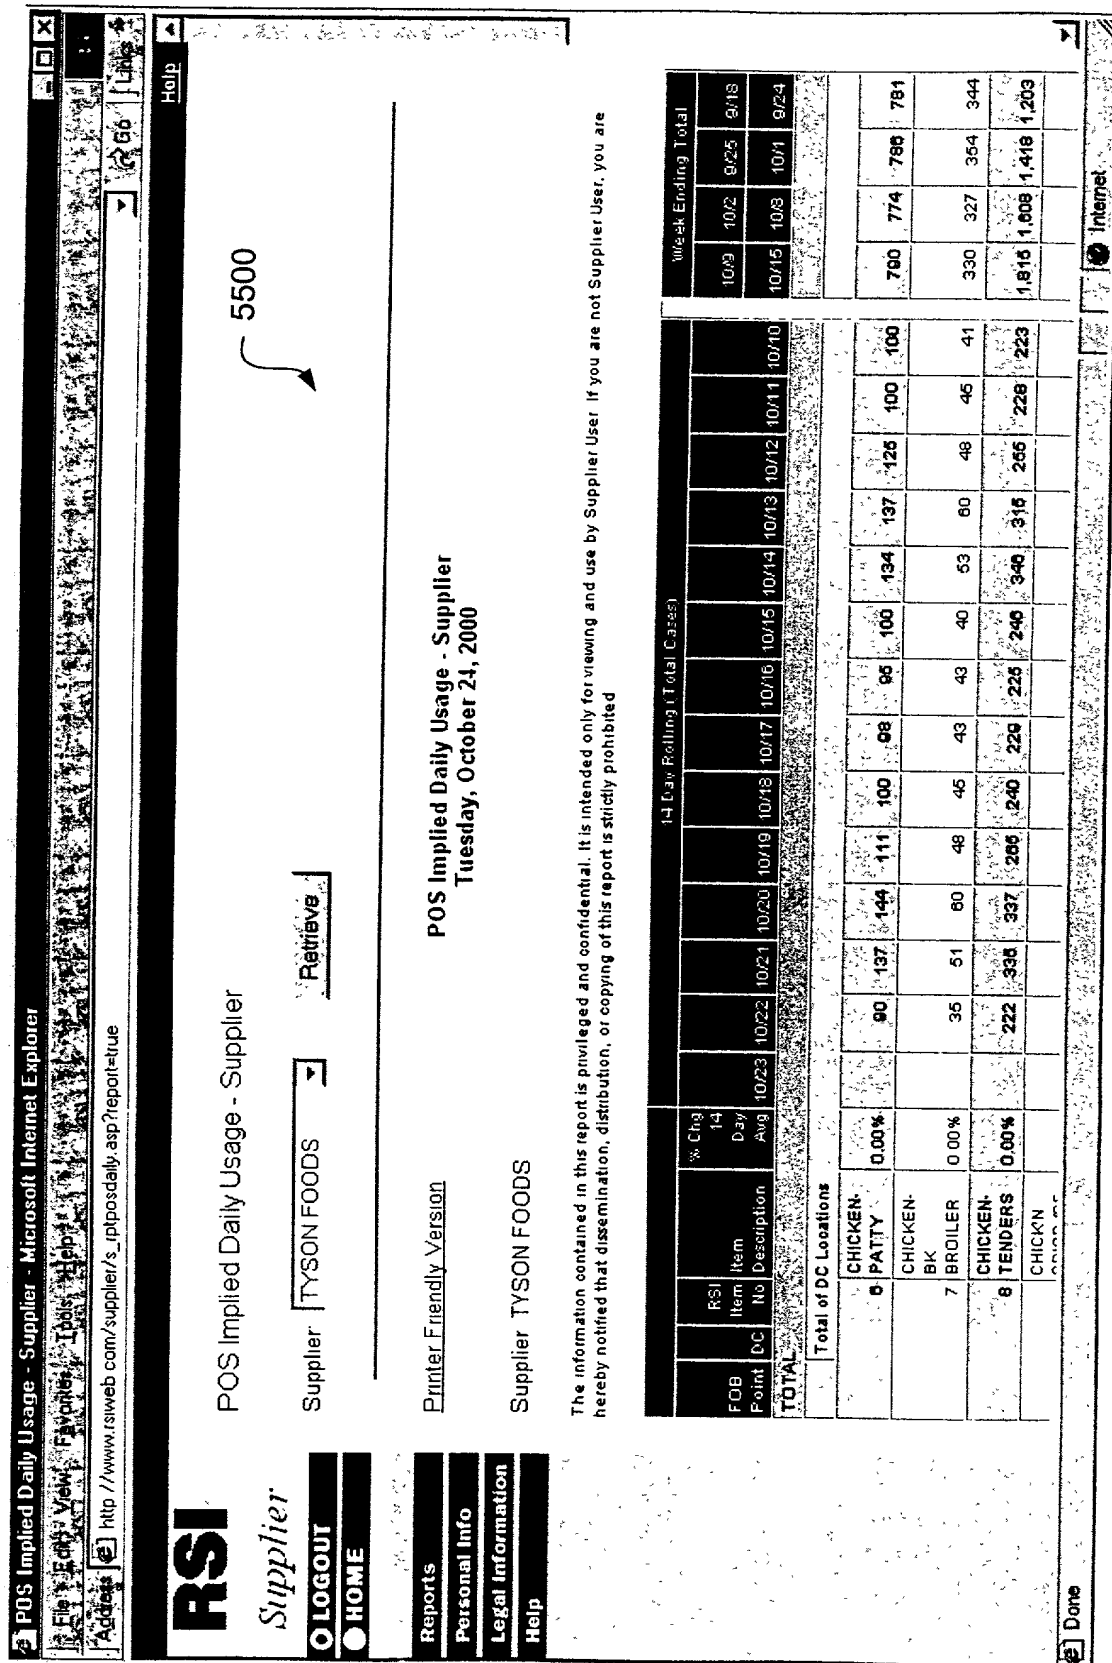 POS Implied Daily Usage - Supplier - Microsoft Internet Explorer
File Edit View Favorites Tools Help
Address http //www.rsiweb com/supplier/s_rptposdaily.asp?report=true Go Links
Help
RSI
Supplier
LOGOUT
HOME
Reports
Personal Info
Legal Information
Help
POS Implied Daily Usage - Supplier
5500
Supplier TYSON FOODS Retrieve
Printer Friendly Version
POS Implied Daily Usage - Supplier
Tuesday, October 24, 2000
Supplier TYSON FOODS
The information contained in this report is privileged and confidential. It is intended only for viewing and use by Supplier User If you are not Supplier User, you are
hereby notified that dissemination, distribution, or copying of this report is strictly prohibited
14 Day Rolling (Total Cases) Week Ending Total
% Chg
RSI 14
FOB Item Item Day 10/9 10/2 9/25 9/18
Point DC No Description Avg 10/23 10/22 10/21 10/20 10/19 10/18 10/17 10/16 10/15 10/14 10/13 10/12 10/11 10/10 10/15 10/8 10/1 9/24
TOTAL
Total of DC Locations
CHICKEN-
6 PATTY 0.00% 90 137 144 111 100 98 95 100 134 137 125 100 100 790 774 786 781
CHICKEN-
BK
7 BROILER 0 00% 35 51 60 48 45 43 43 40 53 60 48 45 41 330 327 354 344
CHICKEN-
8 TENDERS 0.00% 222 336 337 266 240 229 225 246 346 315 255 228 223 1,815 1,608 1,418 1,203
CHICK'N
Done Internet